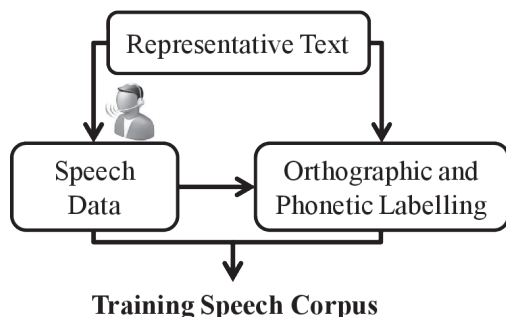 Representative Text
Speech
Data
Orthographic and
Phonetic Labelling
Training Speech Corpus